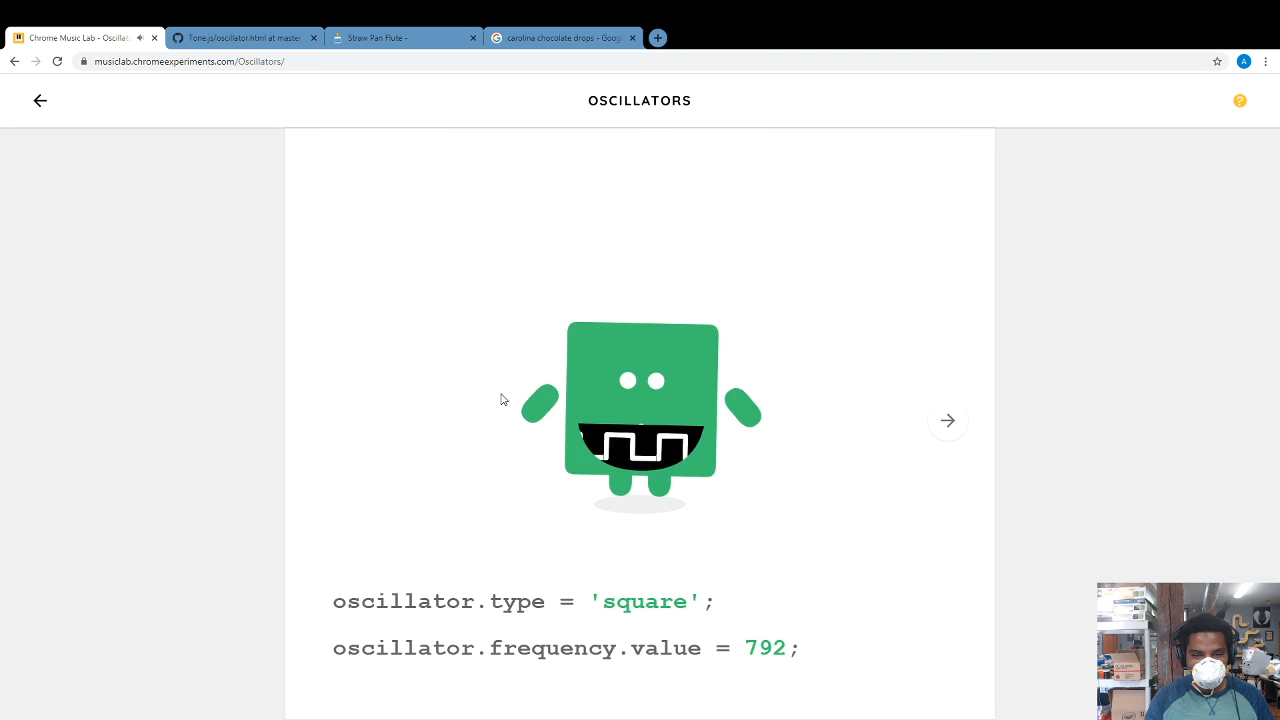 Chrome Music Lab - Oscillat
Tone.js/oscillator.html at master
Straw Pan Flute -
carolina chocolate drops - Goog
musiclab.chromeexperiments.com/Oscillators/
A
OSCILLATORS
?
oscillator.type = 'square';
oscillator.frequency.value = 792;